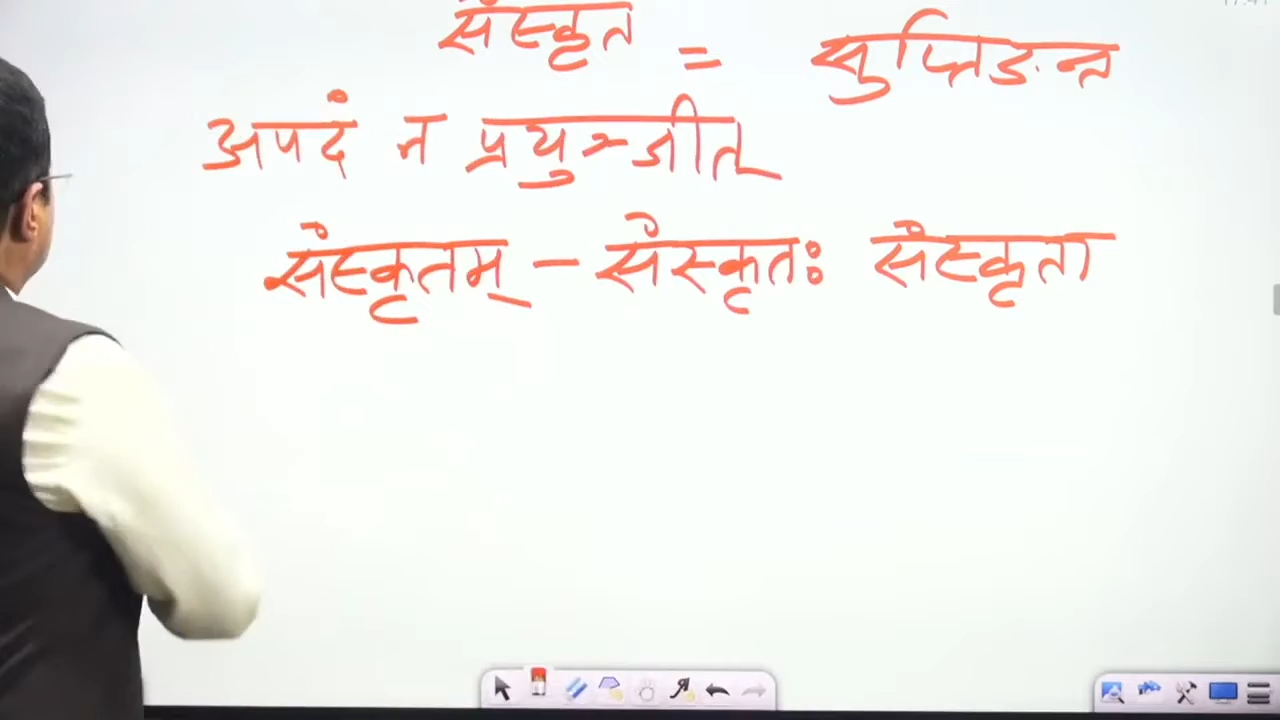 संस्कृत = सुप्तिङन्त
अपदं न प्रयुञ्जीत
संस्कृतम् - संस्कृतः संस्कृता